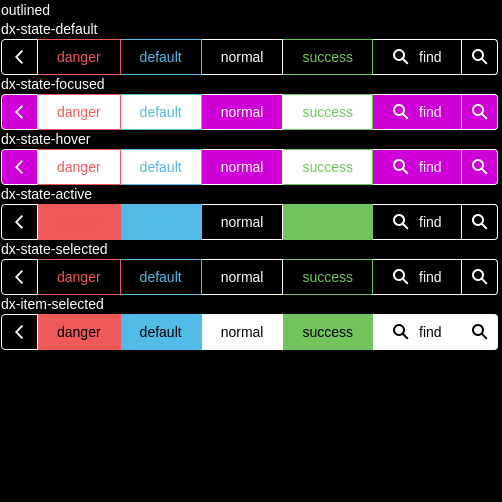 outlined
dx-state-default
danger default normal success find
dx-state-focused
danger default normal success find
dx-state-hover
danger default normal success find
dx-state-active
normal find
dx-state-selected
danger default normal success find
dx-item-selected
danger default normal success find